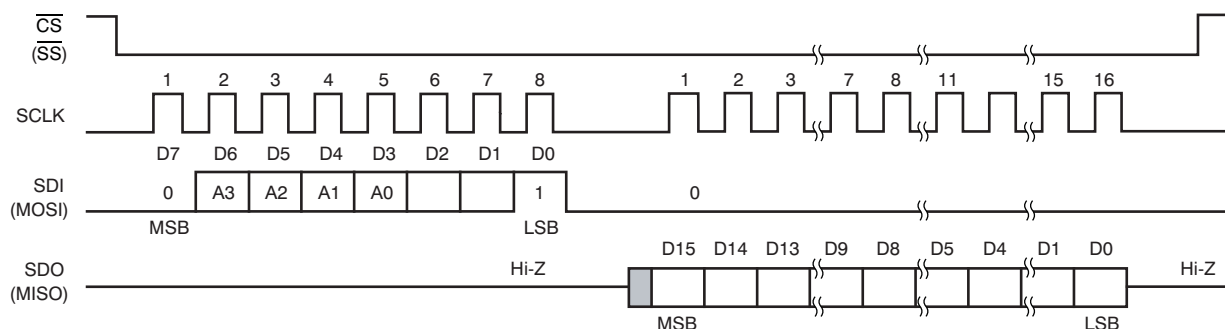 CS
(SS)
1 2 3 4 5 6 7 8 1 2 3 7 8 11 15 16
SCLK
D7 D6 D5 D4 D3 D2 D1 D0
SDI
(MOSI)
0 A3 A2 A1 A0 1 0
MSB LSB
D15 D14 D13 D9 D8 D5 D4 D1 D0
SDO
(MISO)
Hi-Z Hi-Z
MSB LSB